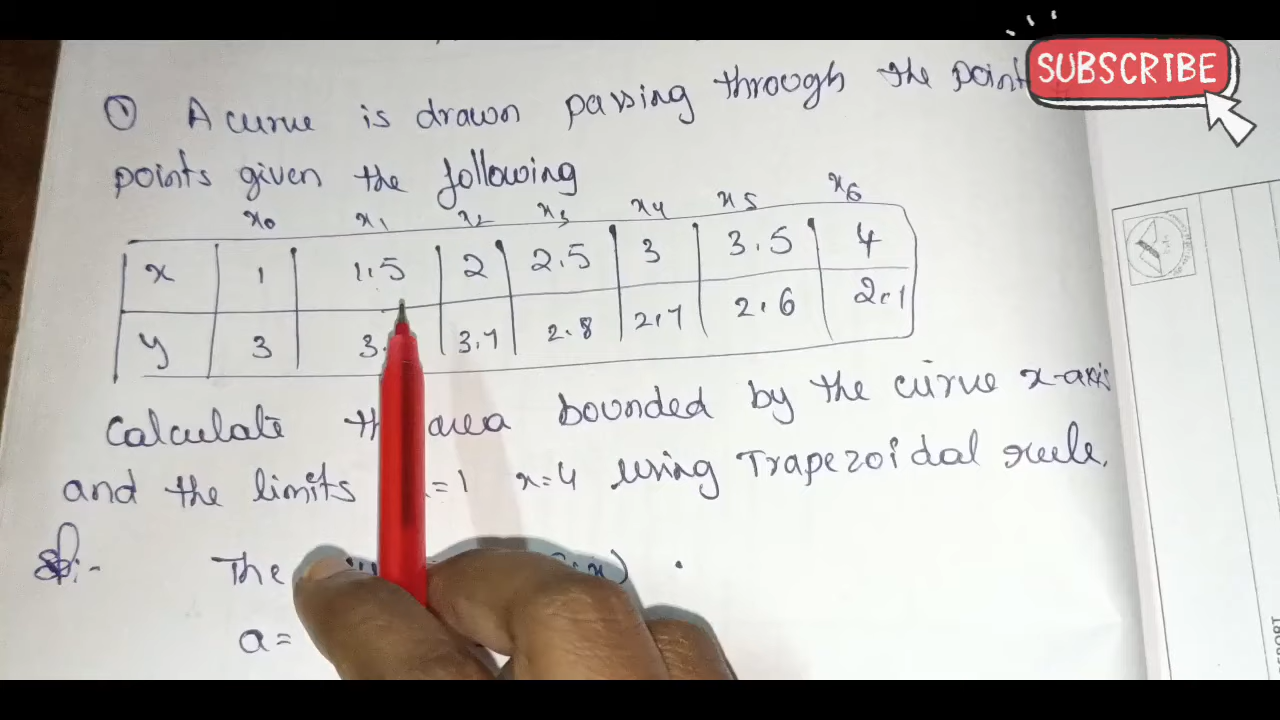 SUBSCRIBE
① A curve is drawn passing through the point
points given the following
x0 x1 x2 x3 x4 x5 x6
x 1 1.5 2 2.5 3 3.5 4
y 3 3. 2.8 2.7 2.6 2.1
Calculate area bounded by the curve x-axis
and the limits =1 x=4 using Trapezoidal rule.
Sol:- The
a=